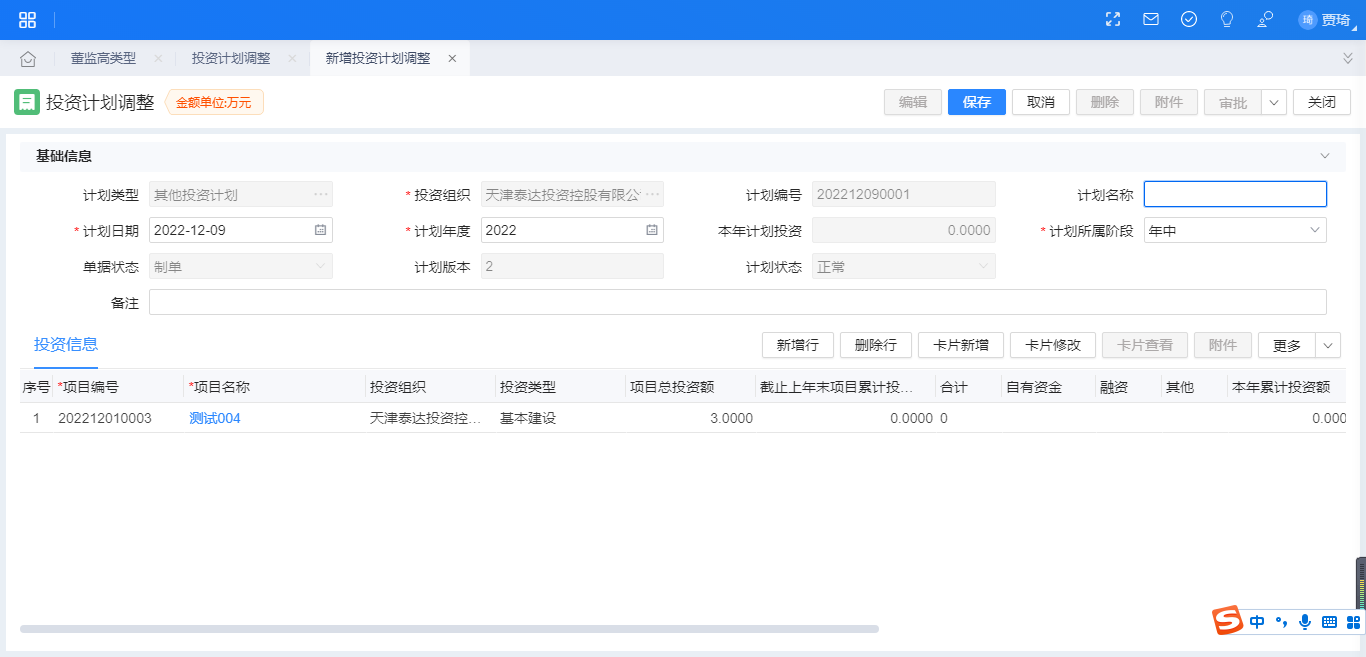 琦 贾琦
董监高类型 投资计划调整 新增投资计划调整
投资计划调整 金额单位:万元 编辑 保存 取消 删除 附件 审批 关闭
基础信息
计划类型 其他投资计划 * 投资组织 天津泰达投资控股有限公 计划编号 202212090001 计划名称
* 计划日期 2022-12-09 * 计划年度 2022 本年计划投资 0.0000 * 计划所属阶段 年中
单据状态 制单 计划版本 2 计划状态 正常
备注
投资信息 新增行 删除行 卡片新增 卡片修改 卡片查看 附件 更多
序号 *项目编号 *项目名称 投资组织 投资类型 项目总投资额 截止上年末项目累计投... 合计 自有资金 融资 其他 本年累计投资额
1 202212010003 测试004 天津泰达投资控... 基本建设 3.0000 0.0000 0 0.000
S 中 °,